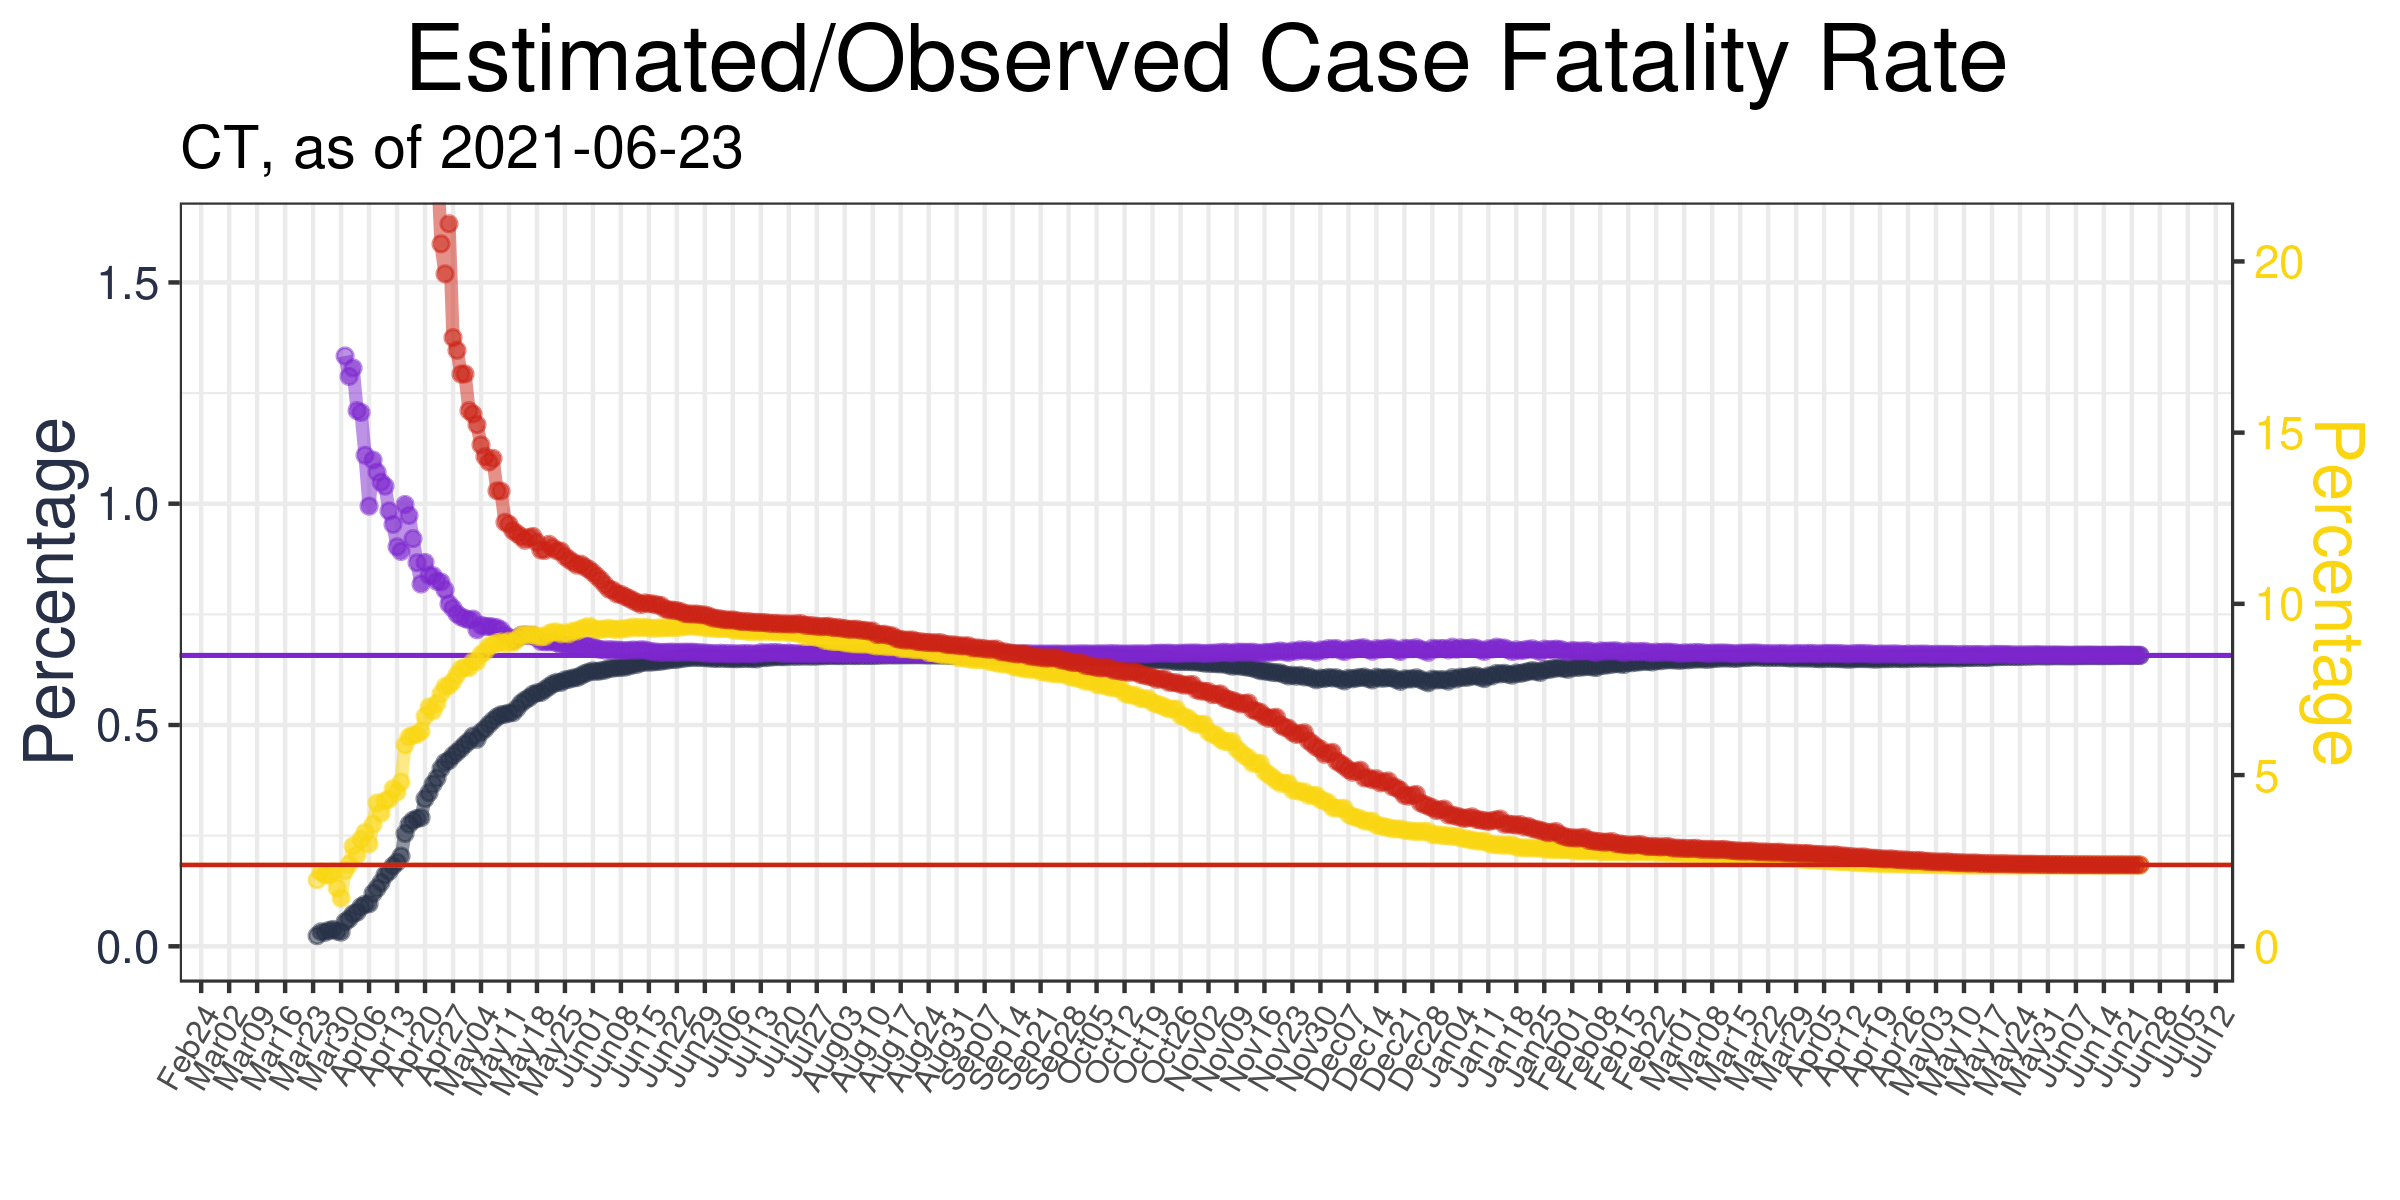 Estimated/Observed Case Fatality Rate
CT, as of 2021-06-23
Percentage
1.5
1.0
0.5
0.0
20
15
10
5
0
Percentage
Feb24
Mar02
Mar09
Mar16
Mar23
Mar30
Apr06
Apr13
Apr20
Apr27
May04
May11
May18
May25
Jun01
Jun08
Jun15
Jun22
Jun29
Jul06
Jul13
Jul20
Jul27
Aug03
Aug10
Aug17
Aug24
Aug31
Sep07
Sep14
Sep21
Sep28
Oct05
Oct12
Oct19
Oct26
Nov02
Nov09
Nov16
Nov23
Nov30
Dec07
Dec14
Dec21
Dec28
Jan04
Jan11
Jan18
Jan25
Feb01
Feb08
Feb15
Feb22
Mar01
Mar08
Mar15
Mar22
Mar29
Apr05
Apr12
Apr19
Apr26
May03
May10
May17
May24
May31
Jun07
Jun14
Jun21
Jun28
Jul05
Jul12